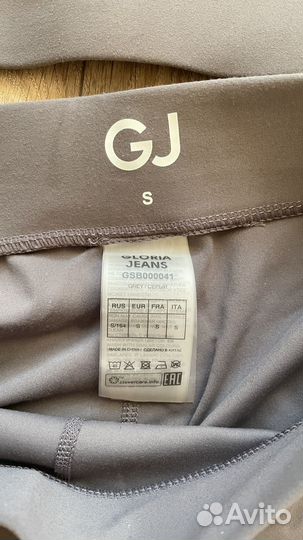 GJ
S
GLORIA
JEANS
GSB000041
GREY / СЕРЫЙ
RUS EUR FRA ITA
S/164 S S S
MADE IN CHINA / СДЕЛАНО В КИТАЕ
clevercare.info EAC
Avito